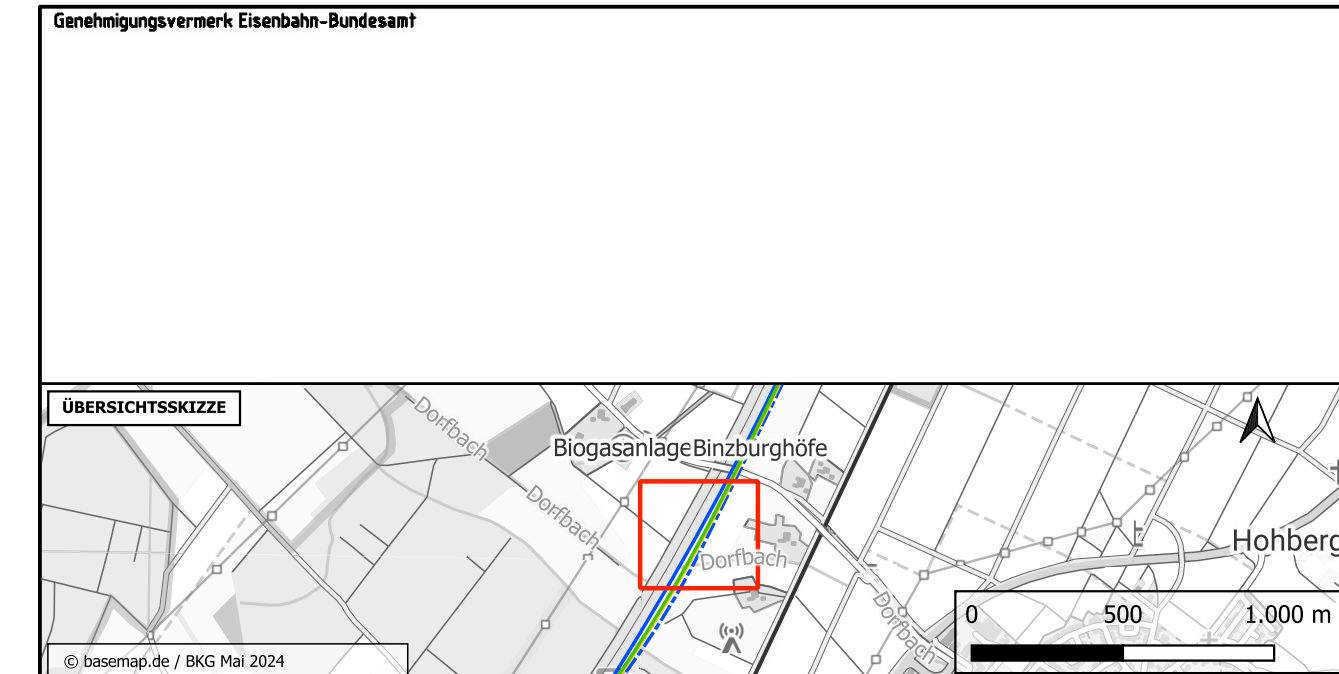 Genehmigungsvermerk Eisenbahn-Bundesamt
ÜBERSICHTSSKIZZE
Dorfbach
Biogasanlage Binzburghöfe
Dorfbach
Dorfbach
Hohberg
Dorfbach
0 500 1.000 m
© basemap.de / BKG Mai 2024